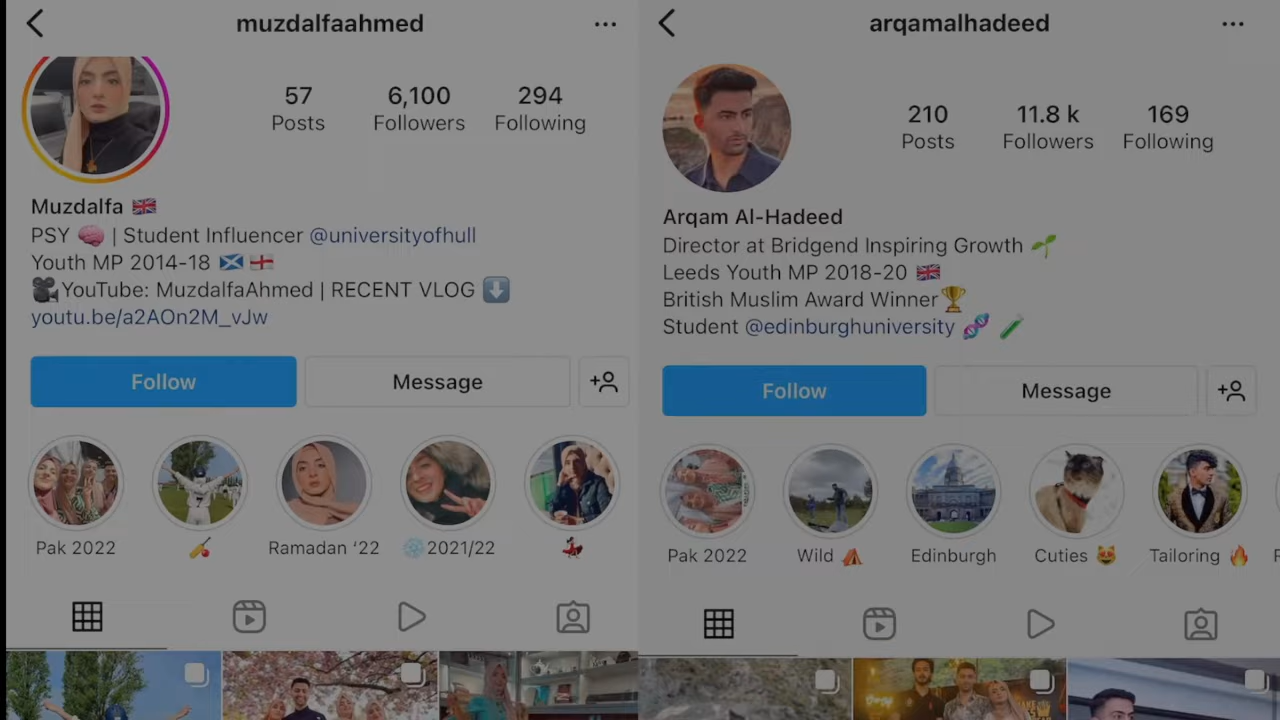 muzdalfaahmed
57 6,100 294
Posts Followers Following
Muzdalfa 🇬🇧
PSY 🧠 | Student Influencer @universityofhull
Youth MP 2014-18 🏴󠁧󠁢󠁳󠁣󠁴󠁿 🏴󠁧󠁢󠁥󠁮󠁧󠁿
🎥YouTube: MuzdalfaAhmed | RECENT VLOG ⬇️
youtu.be/a2AOn2M_vJw
Follow Message
Pak 2022 🏏 Ramadan ‘22 ❄️2021/22 💃
arqamalhadeed
210 11.8 k 169
Posts Followers Following
Arqam Al-Hadeed
Director at Bridgend Inspiring Growth 🌱
Leeds Youth MP 2018-20 🇬🇧
British Muslim Award Winner🏆
Student @edinburghuniversity 🧬 🧪
Follow Message
Pak 2022 Wild ⛺ Edinburgh Cuties 😻 Tailoring 🔥